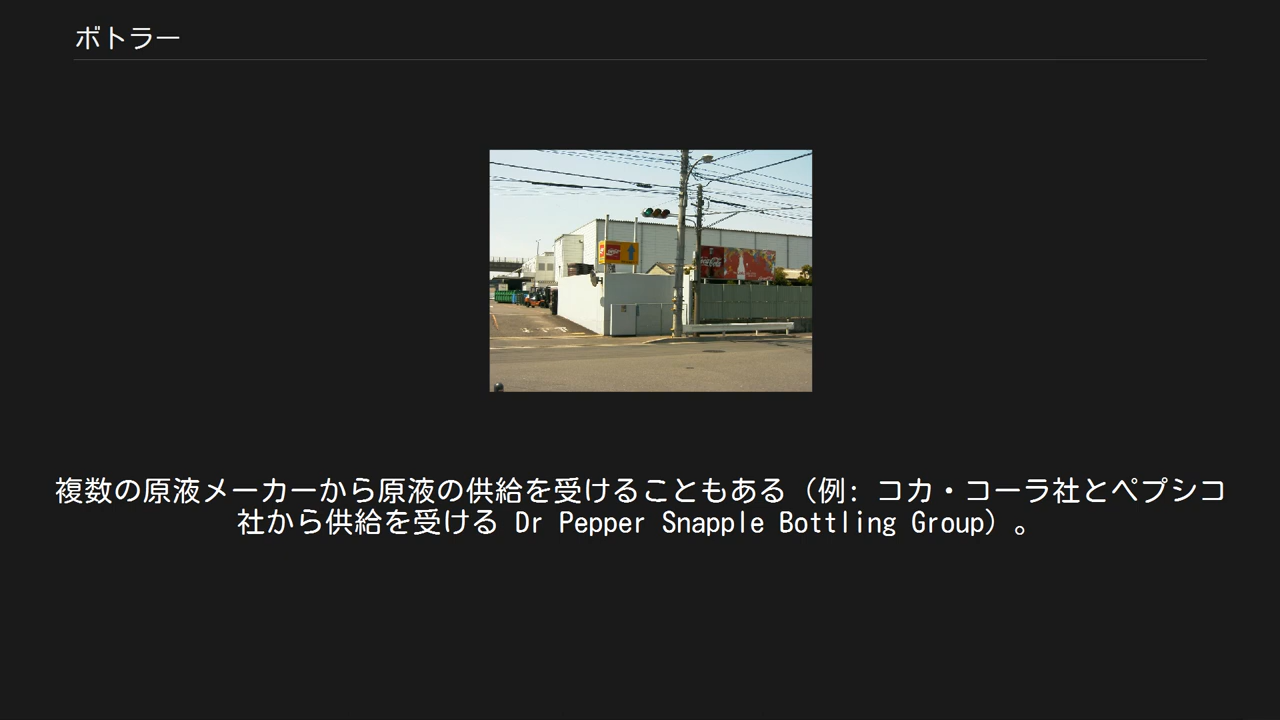 ボトラー
複数の原液メーカーから原液の供給を受けることもある（例: コカ・コーラ社とペプシコ
社から供給を受ける Dr Pepper Snapple Bottling Group）。